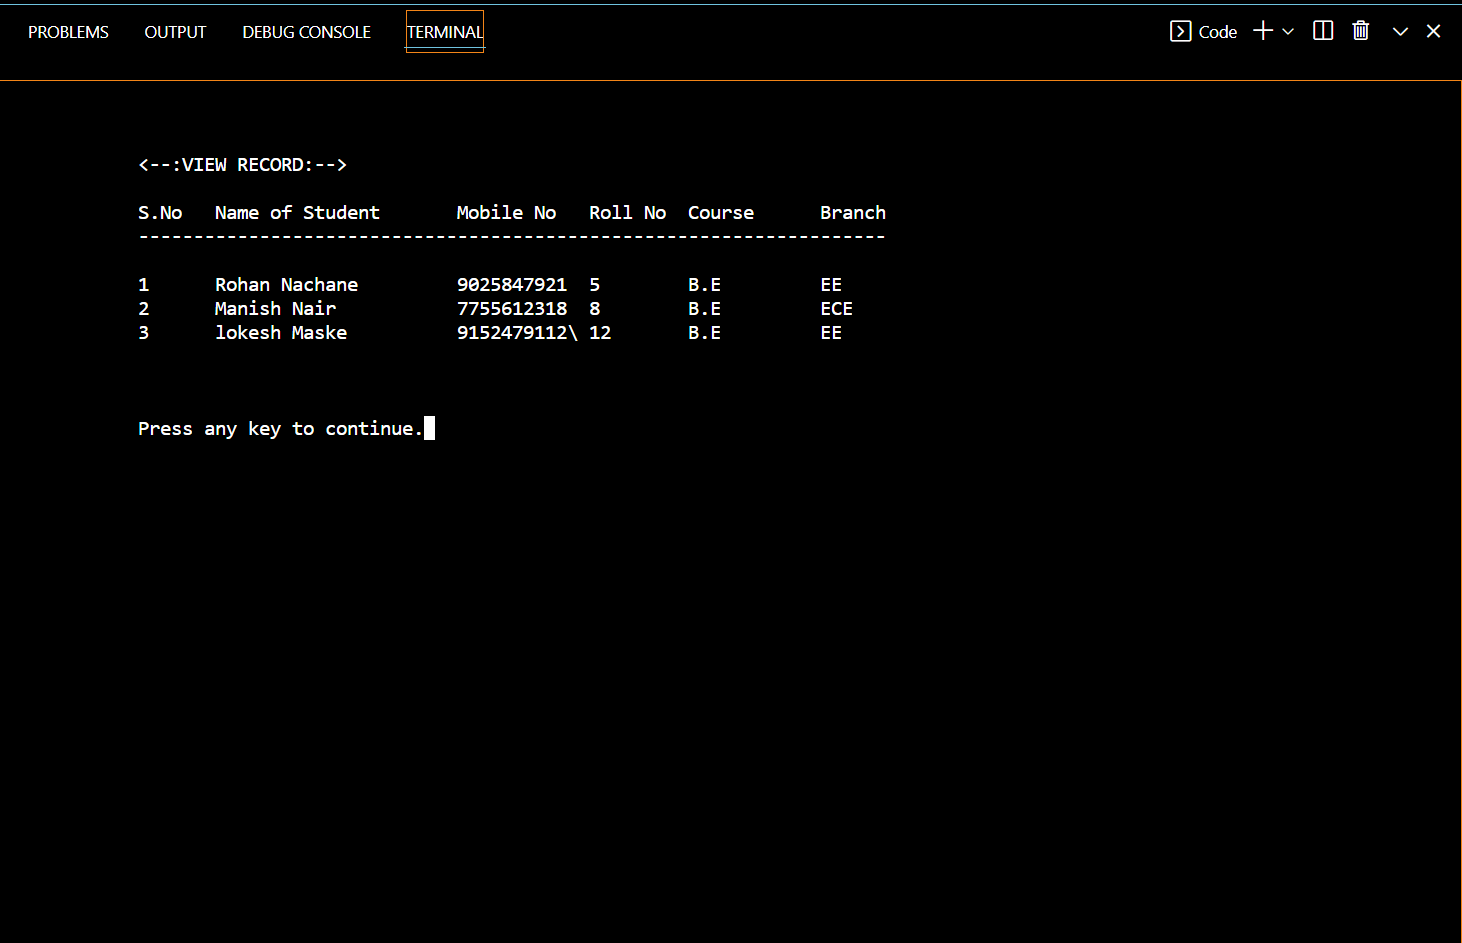 PROBLEMS OUTPUT DEBUG CONSOLE TERMINAL Code
<--:VIEW RECORD:-->
S.No Name of Student Mobile No Roll No Course Branch
--------------------------------------------------------------------
1 Rohan Nachane 9025847921 5 B.E EE
2 Manish Nair 7755612318 8 B.E ECE
3 lokesh Maske 9152479112\ 12 B.E EE
Press any key to continue.